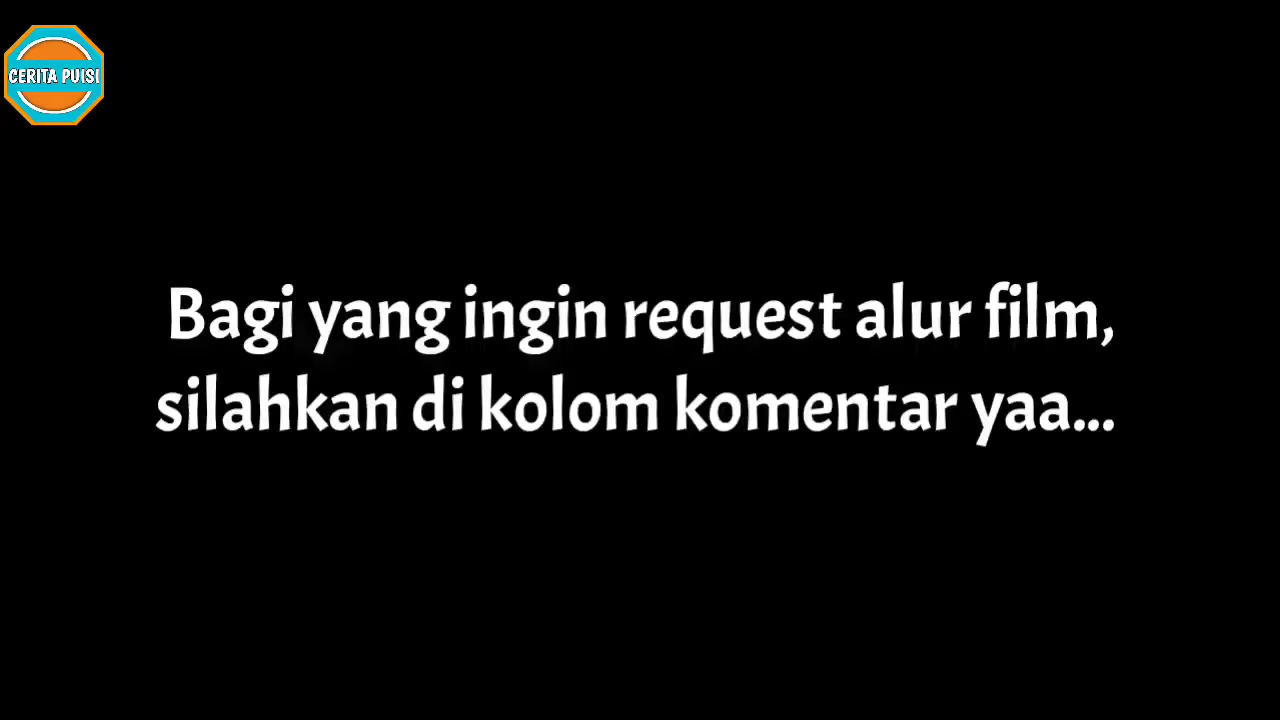 CERITA PUISI
Bagi yang ingin request alur film,
silahkan di kolom komentar yaa...